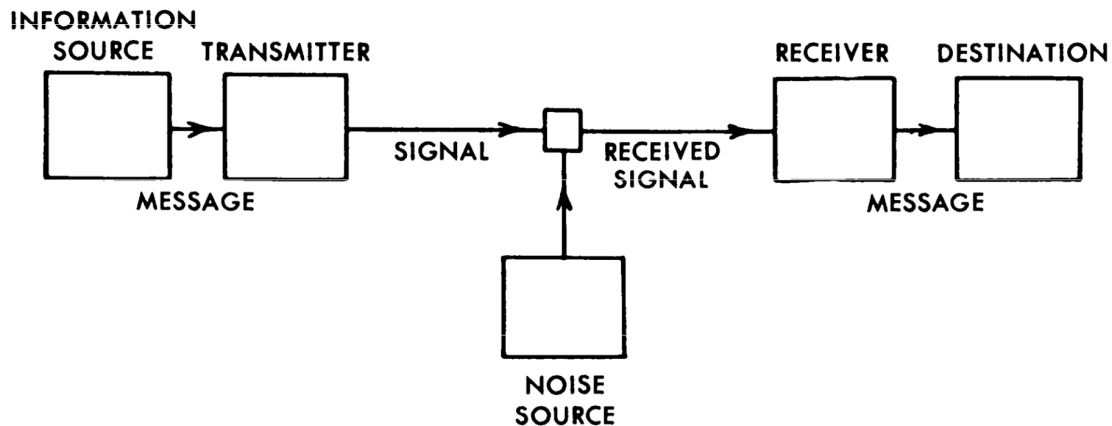 INFORMATION
SOURCE
TRANSMITTER
RECEIVER
DESTINATION
SIGNAL
RECEIVED
SIGNAL
MESSAGE
MESSAGE
NOISE
SOURCE